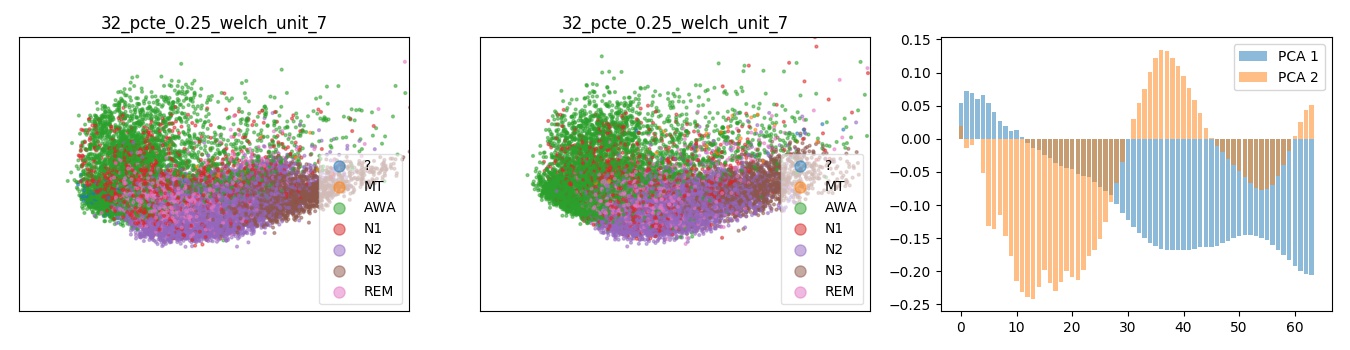 32_pcte_0.25_welch_unit_7
?
MT
AWA
N1
N2
N3
REM
32_pcte_0.25_welch_unit_7
?
MT
AWA
N1
N2
N3
REM
0.15
0.10
0.05
0.00
−0.05
−0.10
−0.15
−0.20
−0.25
0 10 20 30 40 50 60
PCA 1
PCA 2